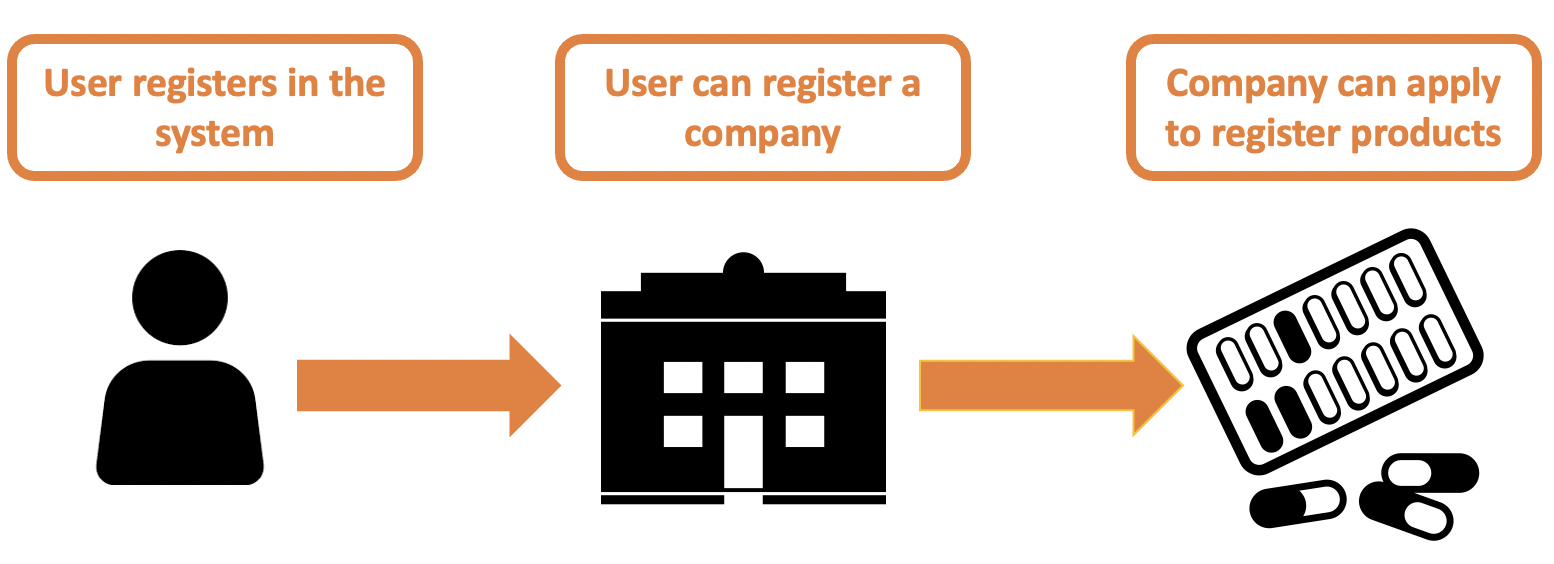 User registers in the
system
User can register a
company
Company can apply
to register products